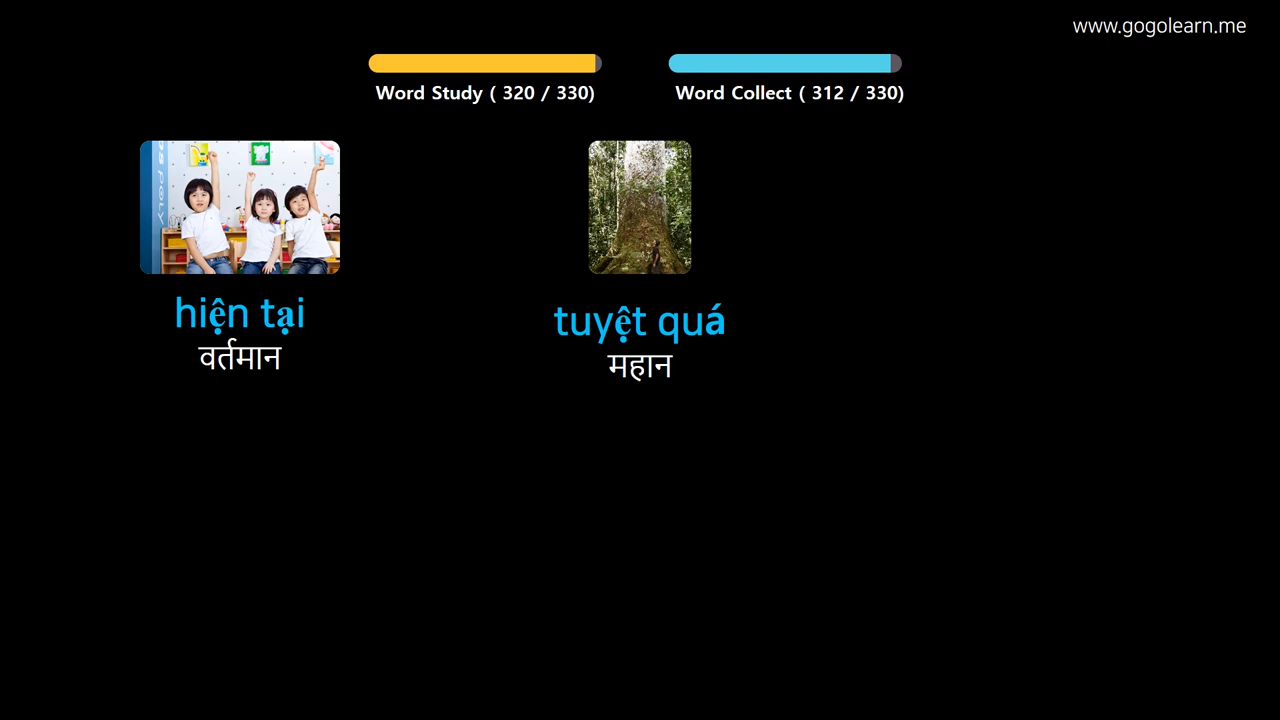 www.gogolearn.me
Word Study ( 320 / 330)
Word Collect ( 312 / 330)
hiện tại
वर्तमान
tuyệt quá
महान